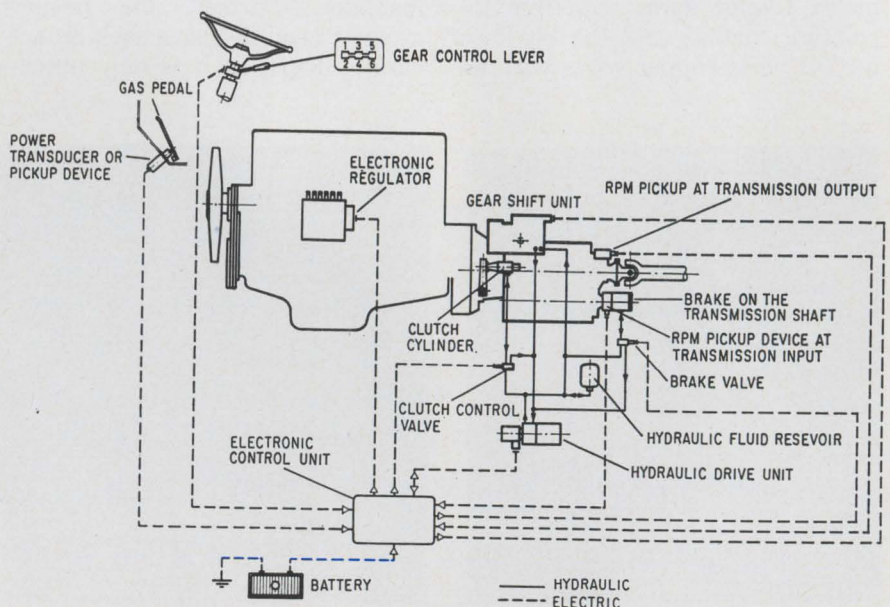 1 3 5
2 4 6
GEAR CONTROL LEVER
GAS PEDAL
POWER
TRANSDUCER OR
PICKUP DEVICE
ELECTRONIC
REGULATOR
GEAR SHIFT UNIT
RPM PICKUP AT TRANSMISSION OUTPUT
BRAKE ON THE
TRANSMISSION SHAFT
CLUTCH
CYLINDER
RPM PICKUP DEVICE AT
TRANSMISSION INPUT
BRAKE VALVE
CLUTCH CONTROL
VALVE
HYDRAULIC FLUID RESEVOIR
ELECTRONIC
CONTROL UNIT
HYDRAULIC DRIVE UNIT
BATTERY
HYDRAULIC
ELECTRIC